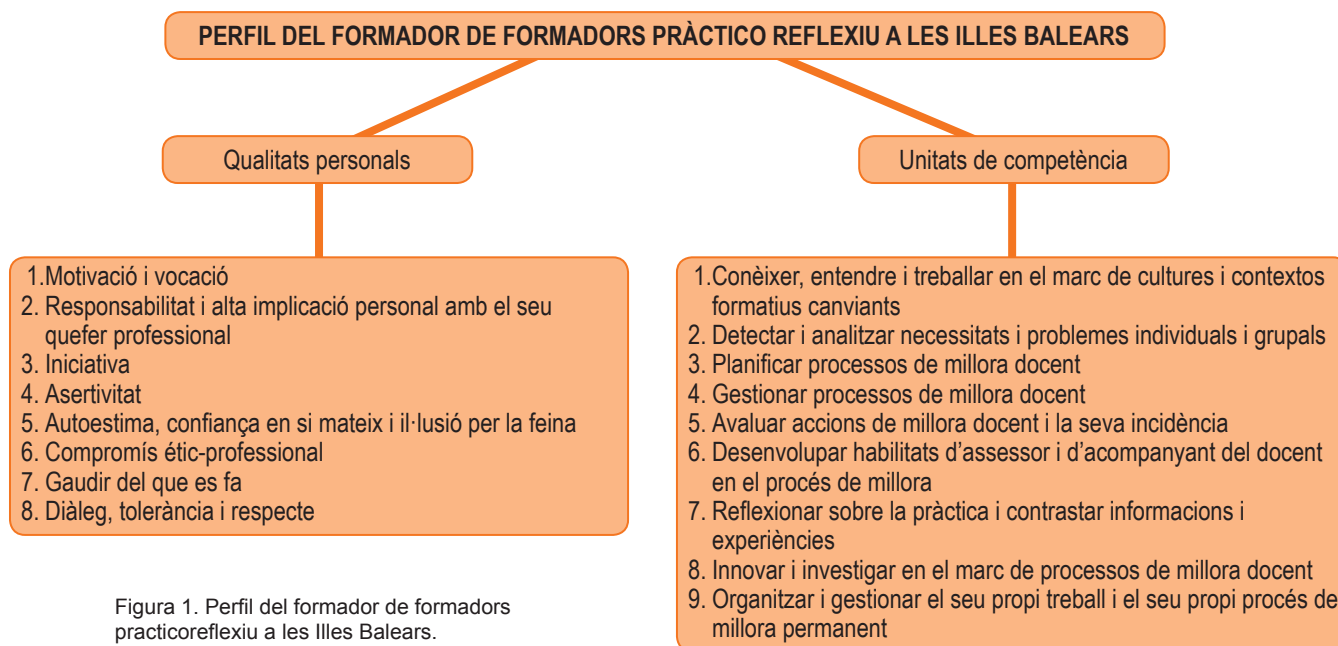 PERFIL DEL FORMADOR DE FORMADORS PRÀCTICO REFLEXIU A LES ILLES BALEARS
Qualitats personals
1.Motivació i vocació
2. Responsabilitat i alta implicació personal amb el seu
quefer professional
3. Iniciativa
4. Asertivitat
5. Autoestima, confiança en si mateix i il·lusió per la feina
6. Compromís étic-professional
7. Gaudir del que es fa
8. Diàleg, tolerància i respecte
Unitats de competència
1.Conèixer, entendre i treballar en el marc de cultures i contextos
formatius canviants
2. Detectar i analitzar necessitats i problemes individuals i grupals
3. Planificar processos de millora docent
4. Gestionar processos de millora docent
5. Avaluar accions de millora docent i la seva incidència
6. Desenvolupar habilitats d’assessor i d’acompanyant del docent
en el procés de millora
7. Reflexionar sobre la pràctica i contrastar informacions i
experiències
8. Innovar i investigar en el marc de processos de millora docent
9. Organitzar i gestionar el seu propi treball i el seu propi procés de
millora permanent
Figura 1. Perfil del formador de formadors
practicoreflexiu a les Illes Balears.